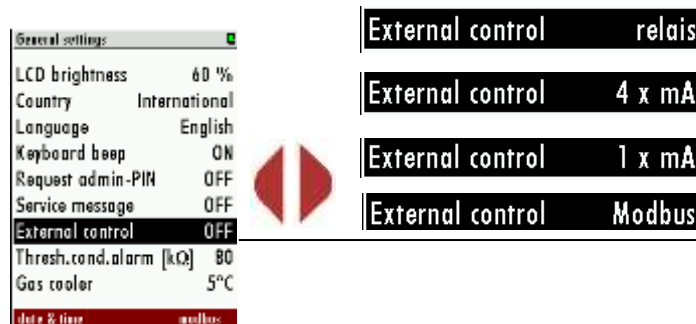 General settings
LCD brightness 60 %
Country International
Language English
Keyboard beep ON
Request admin-PIN OFF
Service message OFF
External control OFF
Thresh.cond.alarm [kΩ] 80
Gas cooler 5°C
date & time modbus
External control relais
External control 4 x mA
External control 1 x mA
External control Modbus